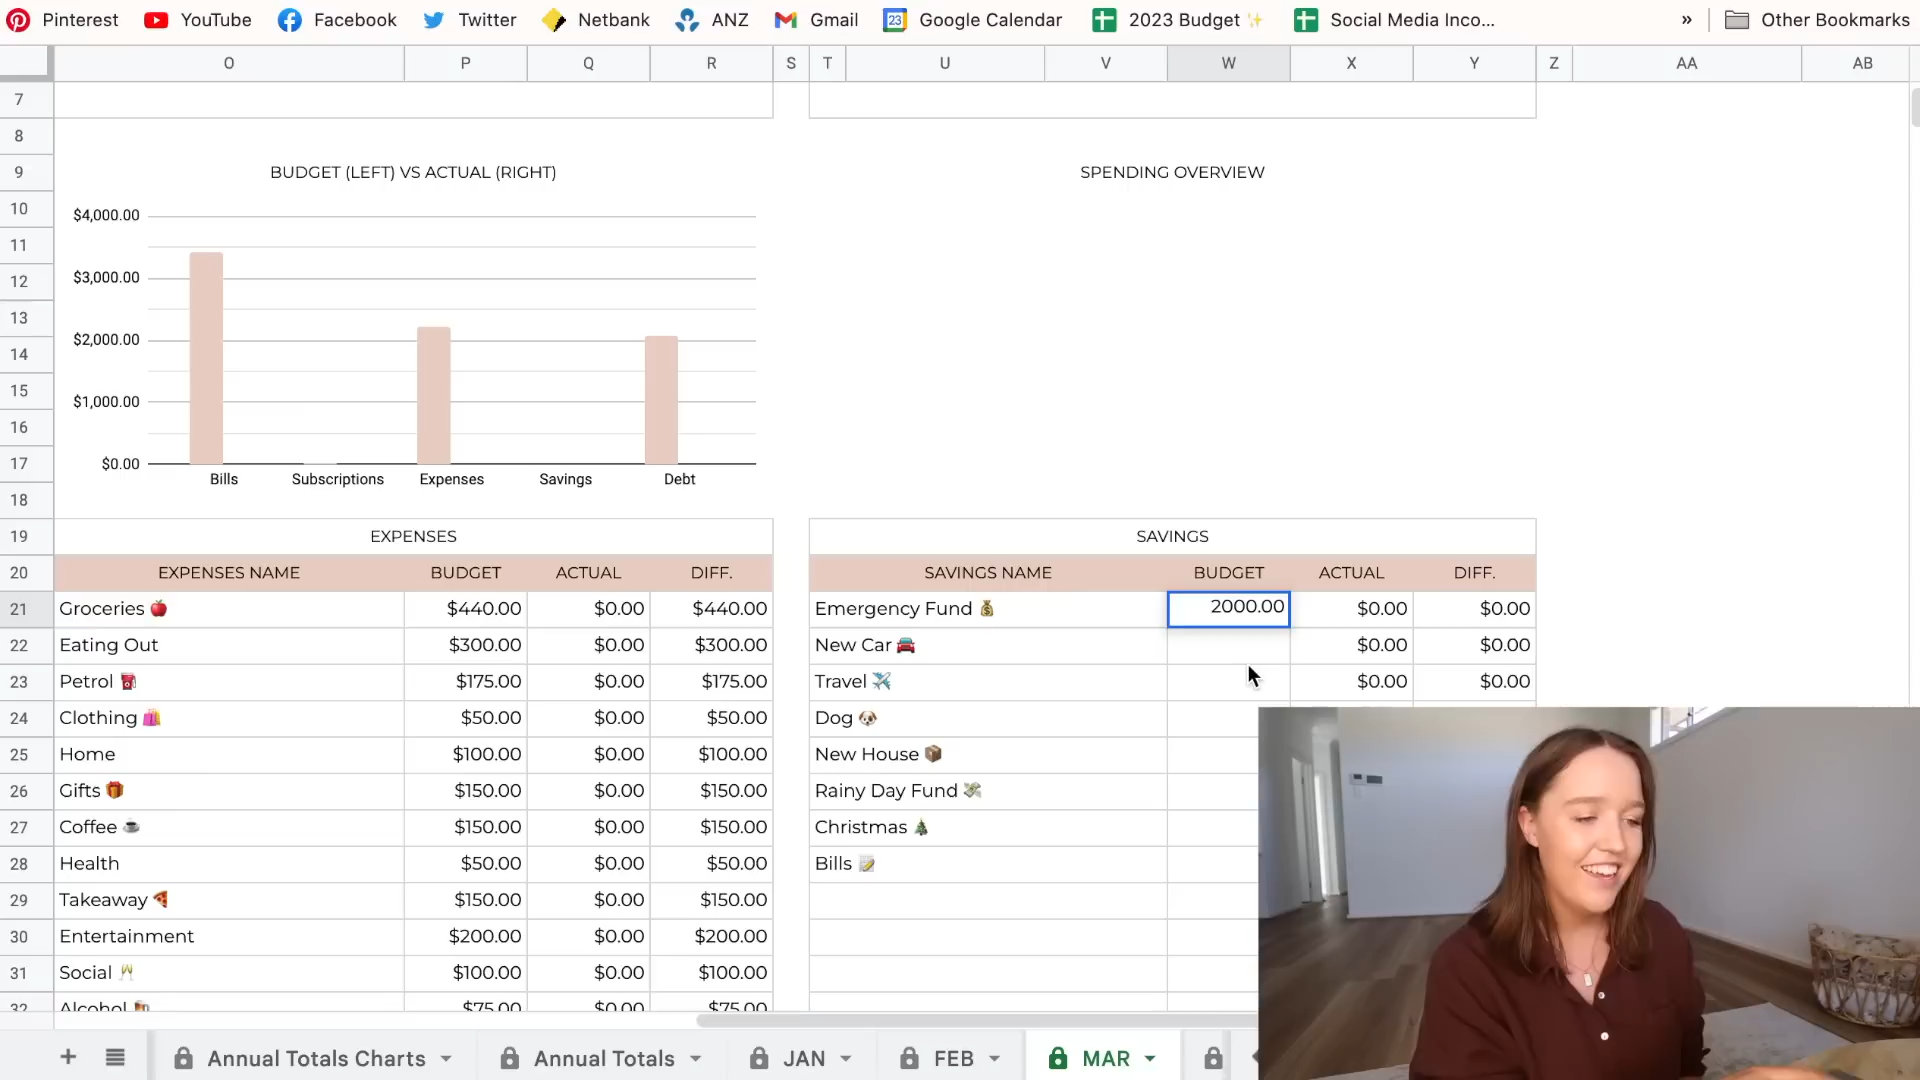 Pinterest YouTube Facebook Twitter Netbank ANZ Gmail 23 Google Calendar 2023 Budget ✨ Social Media Inco... » Other Bookmarks
O P Q R S T U V W X Y Z AA AB
7
8
9 BUDGET (LEFT) VS ACTUAL (RIGHT) SPENDING OVERVIEW
10 $4,000.00
11
12 $3,000.00
13
14 $2,000.00
15
16 $1,000.00
17 $0.00
Bills Subscriptions Expenses Savings Debt
18
19 EXPENSES SAVINGS
20 EXPENSES NAME BUDGET ACTUAL DIFF. SAVINGS NAME BUDGET ACTUAL DIFF.
21 Groceries 🍎 $440.00 $0.00 $440.00 Emergency Fund 💰 2000.00 $0.00 $0.00
22 Eating Out $300.00 $0.00 $300.00 New Car 🚘 $0.00 $0.00
23 Petrol ⛽ $175.00 $0.00 $175.00 Travel ✈️ $0.00 $0.00
24 Clothing 🛍️ $50.00 $0.00 $50.00 Dog 🐶
25 Home $100.00 $0.00 $100.00 New House 📦
26 Gifts 🎁 $150.00 $0.00 $150.00 Rainy Day Fund 💸
27 Coffee ☕ $150.00 $0.00 $150.00 Christmas 🎄
28 Health $50.00 $0.00 $50.00 Bills 📝
29 Takeaway 🍕 $150.00 $0.00 $150.00
30 Entertainment $200.00 $0.00 $200.00
31 Social 🥂 $100.00 $0.00 $100.00
32 Alcohol 🍻 $75.00 $0.00 $75.00
+ Annual Totals Charts Annual Totals JAN FEB MAR